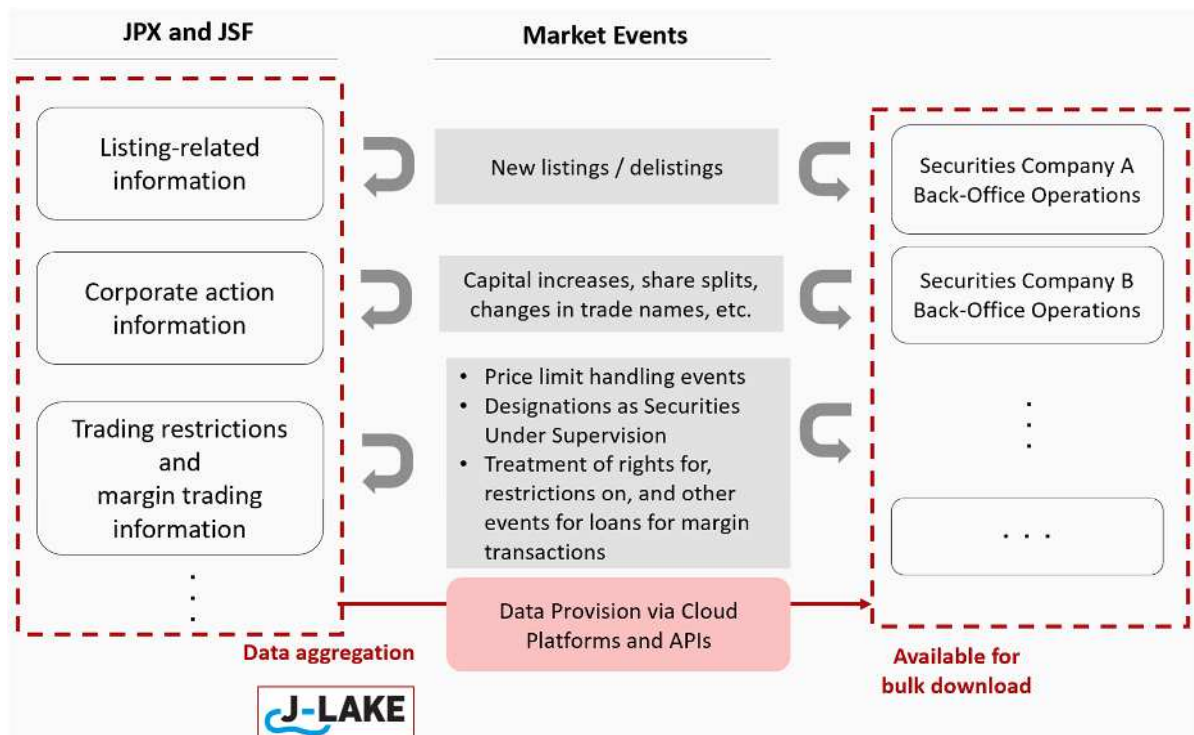 JPX and JSF
Market Events
Listing-related
information
New listings / delistings
Securities Company A
Back-Office Operations
Corporate action
information
Capital increases, share splits,
changes in trade names, etc.
Securities Company B
Back-Office Operations
Trading restrictions
and
margin trading
information
• Price limit handling events
• Designations as Securities
Under Supervision
• Treatment of rights for,
restrictions on, and other
events for loans for margin
transactions
. . .
Data Provision via Cloud
Platforms and APIs
Data aggregation
Available for
bulk download
J-LAKE